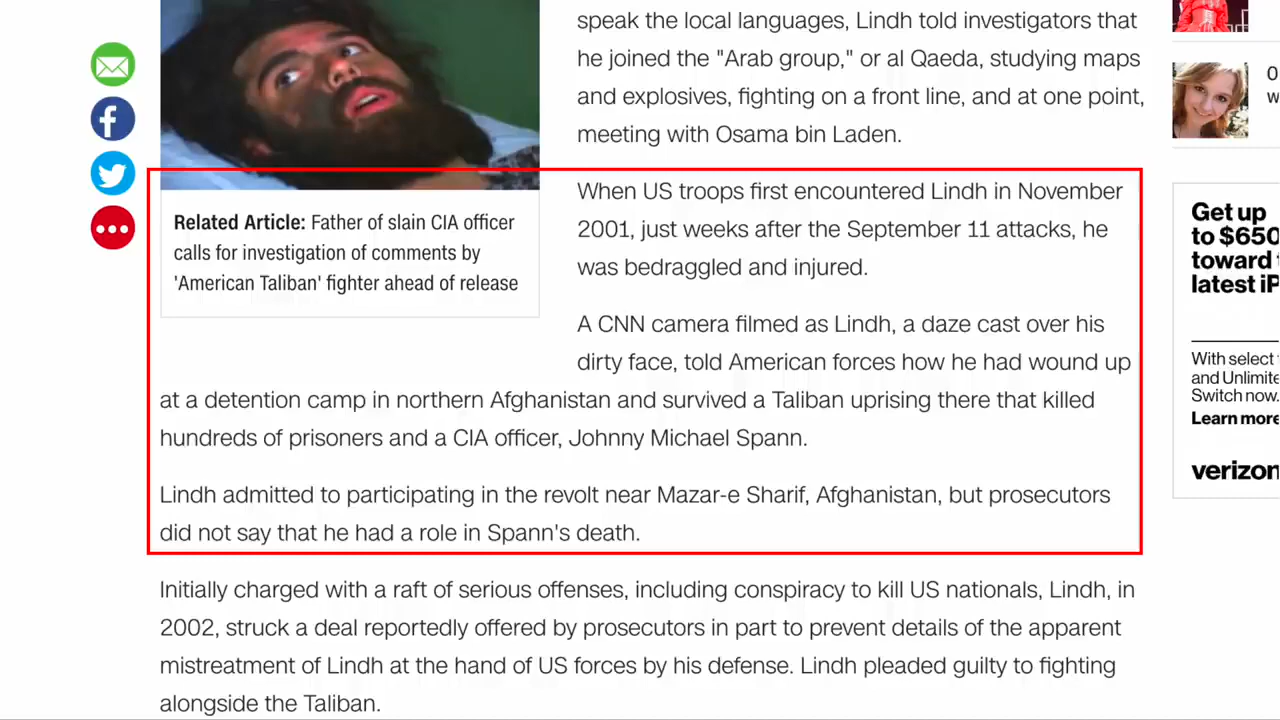 speak the local languages, Lindh told investigators that
he joined the "Arab group," or al Qaeda, studying maps
and explosives, fighting on a front line, and at one point,
meeting with Osama bin Laden.
Related Article: Father of slain CIA officer
calls for investigation of comments by
'American Taliban' fighter ahead of release
When US troops first encountered Lindh in November
2001, just weeks after the September 11 attacks, he
was bedraggled and injured.
A CNN camera filmed as Lindh, a daze cast over his
dirty face, told American forces how he had wound up
at a detention camp in northern Afghanistan and survived a Taliban uprising there that killed
hundreds of prisoners and a CIA officer, Johnny Michael Spann.
Lindh admitted to participating in the revolt near Mazar-e Sharif, Afghanistan, but prosecutors
did not say that he had a role in Spann's death.
Initially charged with a raft of serious offenses, including conspiracy to kill US nationals, Lindh, in
2002, struck a deal reportedly offered by prosecutors in part to prevent details of the apparent
mistreatment of Lindh at the hand of US forces by his defense. Lindh pleaded guilty to fighting
alongside the Taliban.
Get up
to $650
toward
latest iP
With select
and Unlimite
Switch now.
Learn more
verizon